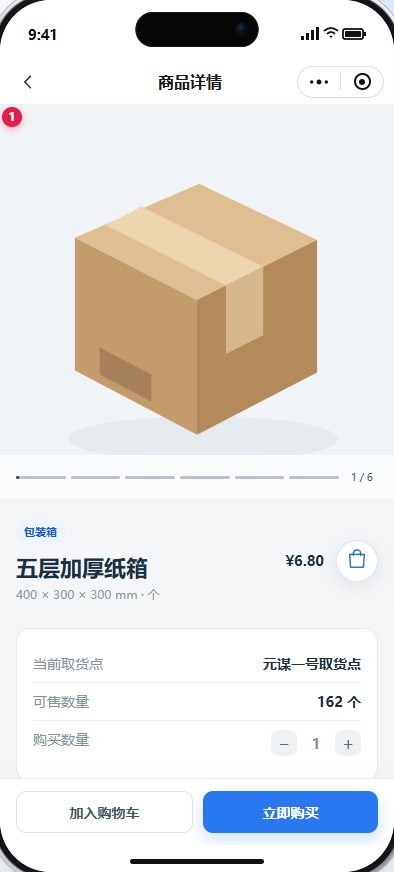 9:41
商品详情
1
1 / 6
包装箱
五层加厚纸箱
¥6.80
400 × 300 × 300 mm · 个
当前取货点 元谋一号取货点
可售数量 162 个
购买数量 − 1 +
加入购物车 立即购买